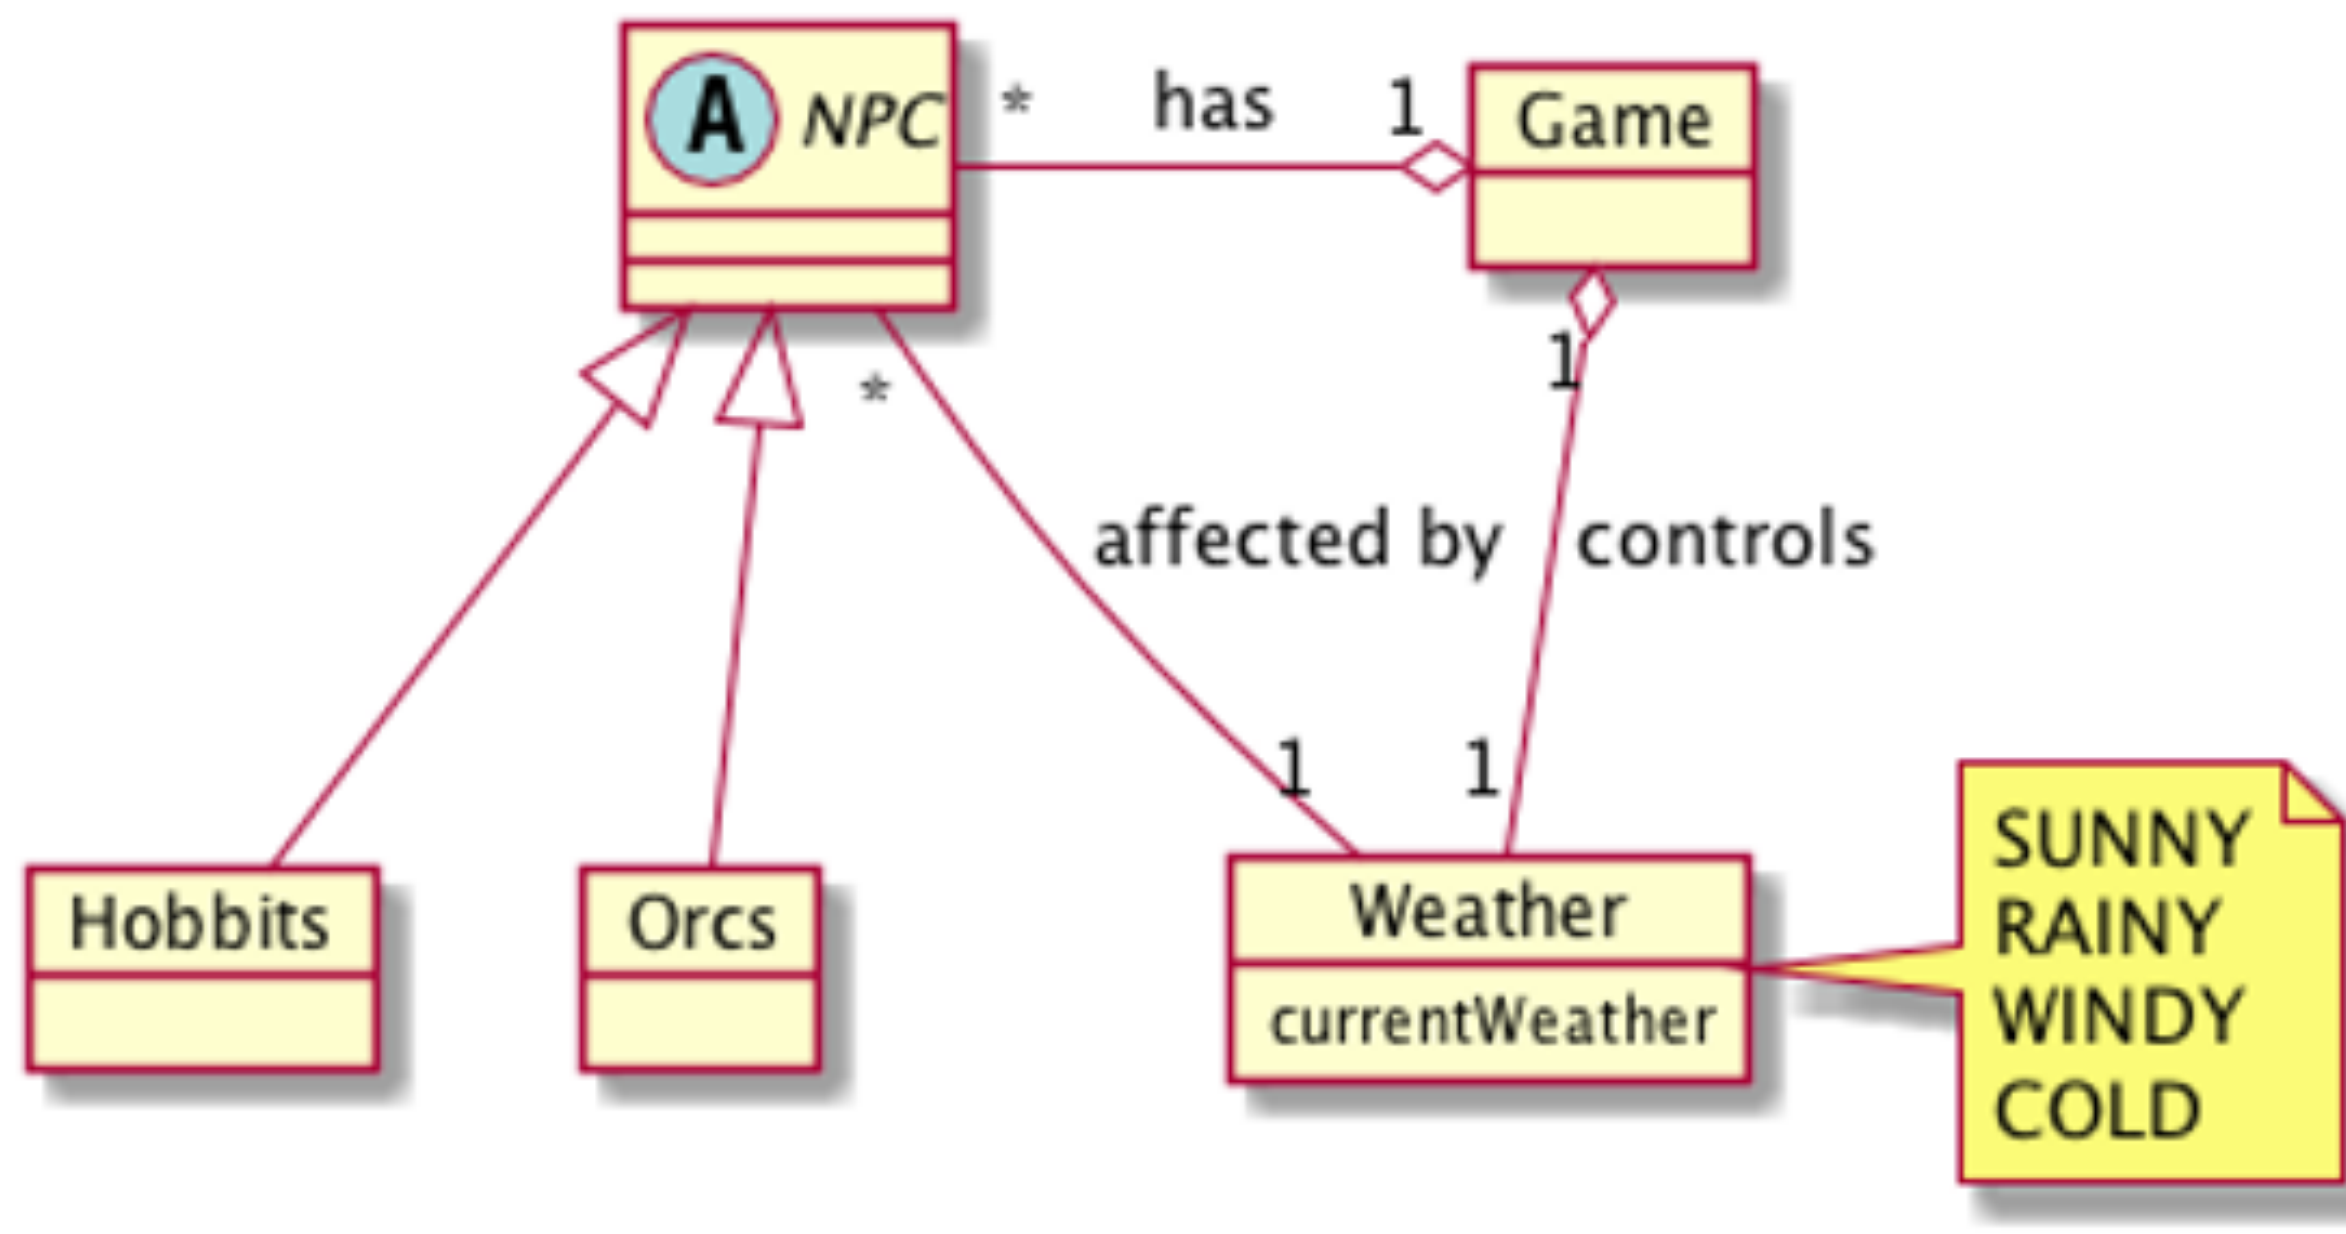 A NPC
* has 1
Game
1
*
affected by
controls
1
1
Hobbits
Orcs
Weather
currentWeather
SUNNY
RAINY
WINDY
COLD